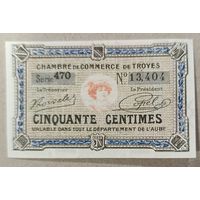 CHAMBRE DE COMMERCE DE TROYES
Serie 470 Nº 13,404
Le Trésorier Le Président
CINQUANTE CENTIMES
VALABLE DANS TOUT LE DÉPARTEMENT DE L'AUBE